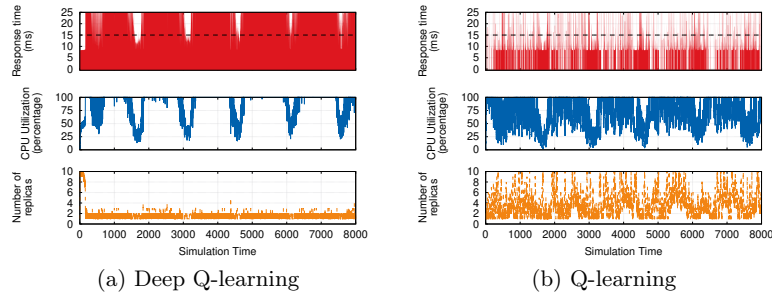 Response time
(ms)
25
20
15
10
5
0
CPU Utilization
(percentage)
100
75
50
25
0
Number of
replicas
10
8
6
4
2
0
0 1000 2000 3000 4000 5000 6000 7000 8000
Simulation Time
(a) Deep Q-learning
Response time
(ms)
25
20
15
10
5
0
CPU Utilization
(percentage)
100
75
50
25
0
Number of
replicas
10
8
6
4
2
0
0 1000 2000 3000 4000 5000 6000 7000 8000
Simulation Time
(b) Q-learning